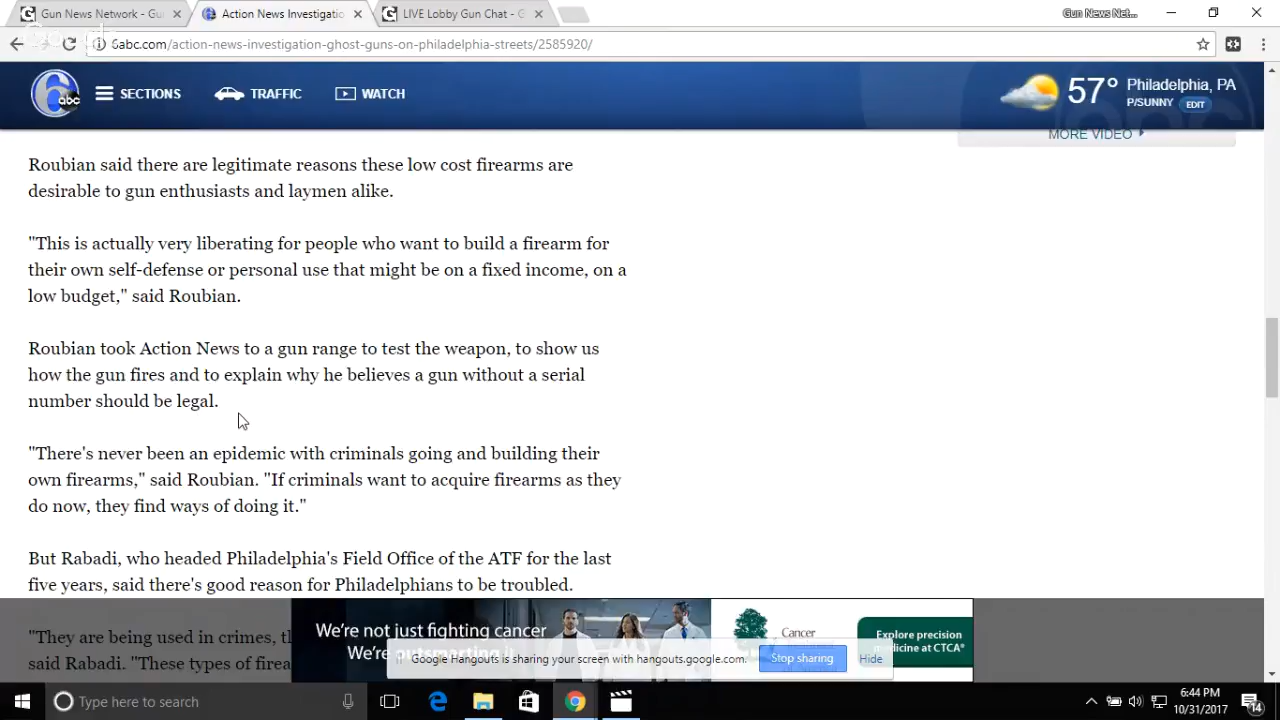 Gun News Network - Gun
Action News Investigatio
LIVE Lobby Gun Chat - G
Gun News Net...
6abc.com/action-news-investigation-ghost-guns-on-philadelphia-streets/2585920/
6
abc
SECTIONS
TRAFFIC
WATCH
57°
Philadelphia, PA
P/SUNNY
EDIT
MORE VIDEO
Roubian said there are legitimate reasons these low cost firearms are
desirable to gun enthusiasts and laymen alike.
"This is actually very liberating for people who want to build a firearm for
their own self-defense or personal use that might be on a fixed income, on a
low budget," said Roubian.
Roubian took Action News to a gun range to test the weapon, to show us
how the gun fires and to explain why he believes a gun without a serial
number should be legal.
"There's never been an epidemic with criminals going and building their
own firearms," said Roubian. "If criminals want to acquire firearms as they
do now, they find ways of doing it."
But Rabadi, who headed Philadelphia's Field Office of the ATF for the last
five years, said there's good reason for Philadelphians to be troubled.
"They are being used in crimes,
said Rabadi. "These types of
We're not just fighting cancer
We're outsmarting it.
Cancer
Explore precision
medicine at CTCA®
Google Hangouts is sharing your screen with hangouts.google.com.
Stop sharing
Hide
Type here to search
6:44 PM
10/31/2017
14